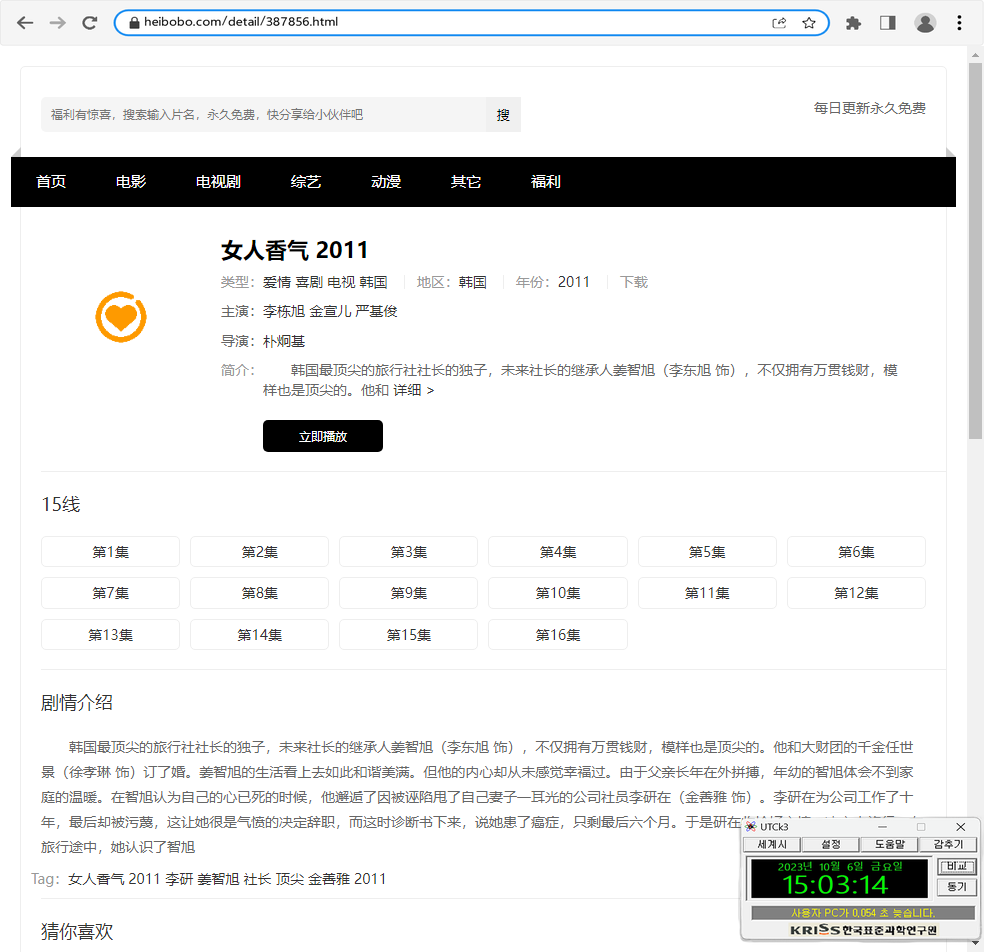 heibobo.com/detail/387856.html
福利有惊喜，搜索输入片名，永久免费，快分享给小伙伴吧
搜
每日更新永久免费
首页 电影 电视剧 综艺 动漫 其它 福利
女人香气 2011
类型：爱情 喜剧 电视 韩国 地区：韩国 年份：2011 下载
主演：李栋旭 金宣儿 严基俊
导演：朴炯基
简介： 韩国最顶尖的旅行社社长的独子，未来社长的继承人姜智旭（李东旭 饰），不仅拥有万贯钱财，模
样也是顶尖的。他和 详细 >
立即播放
15线
第1集 第2集 第3集 第4集 第5集 第6集
第7集 第8集 第9集 第10集 第11集 第12集
第13集 第14集 第15集 第16集
剧情介绍
韩国最顶尖的旅行社社长的独子，未来社长的继承人姜智旭（李东旭 饰），不仅拥有万贯钱财，模样也是顶尖的。他和大财团的千金任世
景（徐孝琳 饰）订了婚。姜智旭的生活看上去如此和谐美满。但他的内心却从未感觉幸福过。由于父亲长年在外拼搏，年幼的智旭体会不到家
庭的温暖。在智旭认为自己的心已死的时候，他邂逅了因被诬陷甩了自己妻子一耳光的公司社员李研在（金善雅 饰）。李研在为公司工作了十
年，最后却被污蔑，这让她很是气愤的决定辞职，而这时诊断书下来，说她患了癌症，只剩最后六个月。于是研在
旅行途中，她认识了智旭
Tag：女人香气 2011 李研 姜智旭 社长 顶尖 金善雅 2011
猜你喜欢
UTCk3
세계시 설정 도움말 감추기
2023년 10월 6일 금요일
15:03:14
비교
동기
사용자 PC가 0.054 초 늦습니다.
KRISS한국표준과학연구원